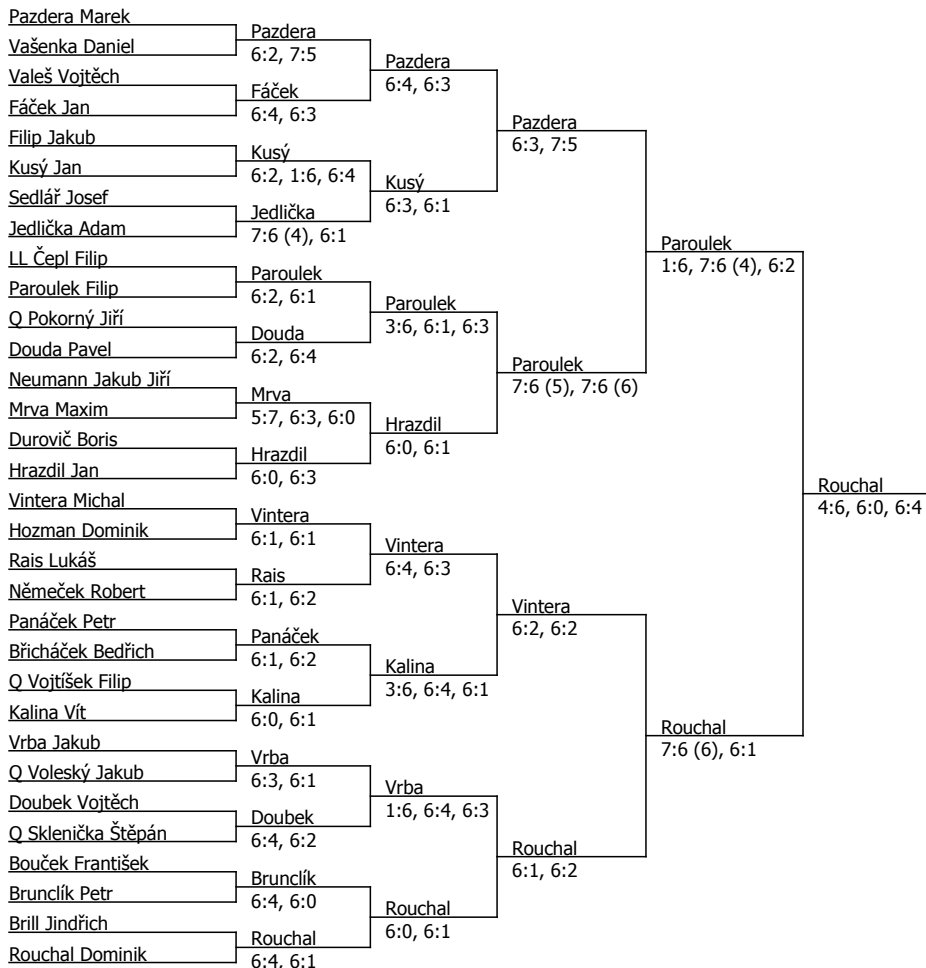 Pazdera Marek
Vašenka Daniel
Valeš Vojtěch
Fáček Jan
Filip Jakub
Kusý Jan
Sedlář Josef
Jedlička Adam
LL Čepl Filip
Paroulek Filip
Q Pokorný Jiří
Douda Pavel
Neumann Jakub Jiří
Mrva Maxim
Durovič Boris
Hrazdil Jan
Vintera Michal
Hozman Dominik
Rais Lukáš
Němeček Robert
Panáček Petr
Břicháček Bedřich
Q Vojtíšek Filip
Kalina Vít
Vrba Jakub
Q Voleský Jakub
Doubek Vojtěch
Q Sklenička Štěpán
Bouček František
Brunclík Petr
Brill Jindřich
Rouchal Dominik
Pazdera
6:2, 7:5
Fáček
6:4, 6:3
Kusý
6:2, 1:6, 6:4
Jedlička
7:6 (4), 6:1
Paroulek
6:2, 6:1
Douda
6:2, 6:4
Mrva
5:7, 6:3, 6:0
Hrazdil
6:0, 6:3
Vintera
6:1, 6:1
Rais
6:1, 6:2
Panáček
6:1, 6:2
Kalina
6:0, 6:1
Vrba
6:3, 6:1
Doubek
6:4, 6:2
Brunclík
6:4, 6:0
Rouchal
6:4, 6:1
Pazdera
6:4, 6:3
Kusý
6:3, 6:1
Paroulek
3:6, 6:1, 6:3
Hrazdil
6:0, 6:1
Vintera
6:4, 6:3
Kalina
3:6, 6:4, 6:1
Vrba
1:6, 6:4, 6:3
Rouchal
6:0, 6:1
Pazdera
6:3, 7:5
Paroulek
7:6 (5), 7:6 (6)
Vintera
6:2, 6:2
Rouchal
6:1, 6:2
Paroulek
1:6, 7:6 (4), 6:2
Rouchal
7:6 (6), 6:1
Rouchal
4:6, 6:0, 6:4